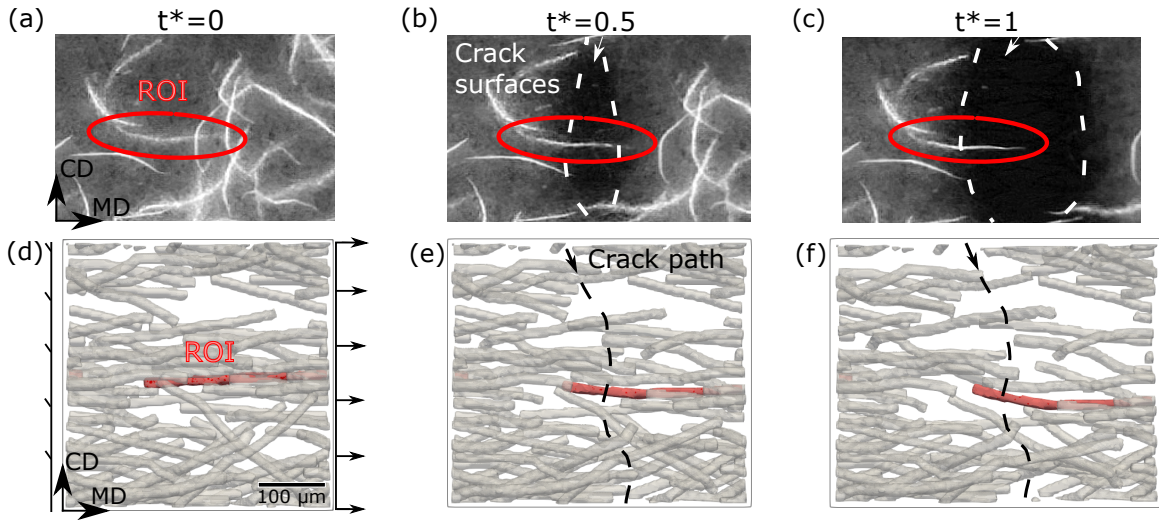 (a)
t*=0
(b)
t*=0.5
(c)
t*=1
ROI
CD
MD
Crack
surfaces
(d)
ROI
CD
MD
100 µm
(e)
Crack path
(f)